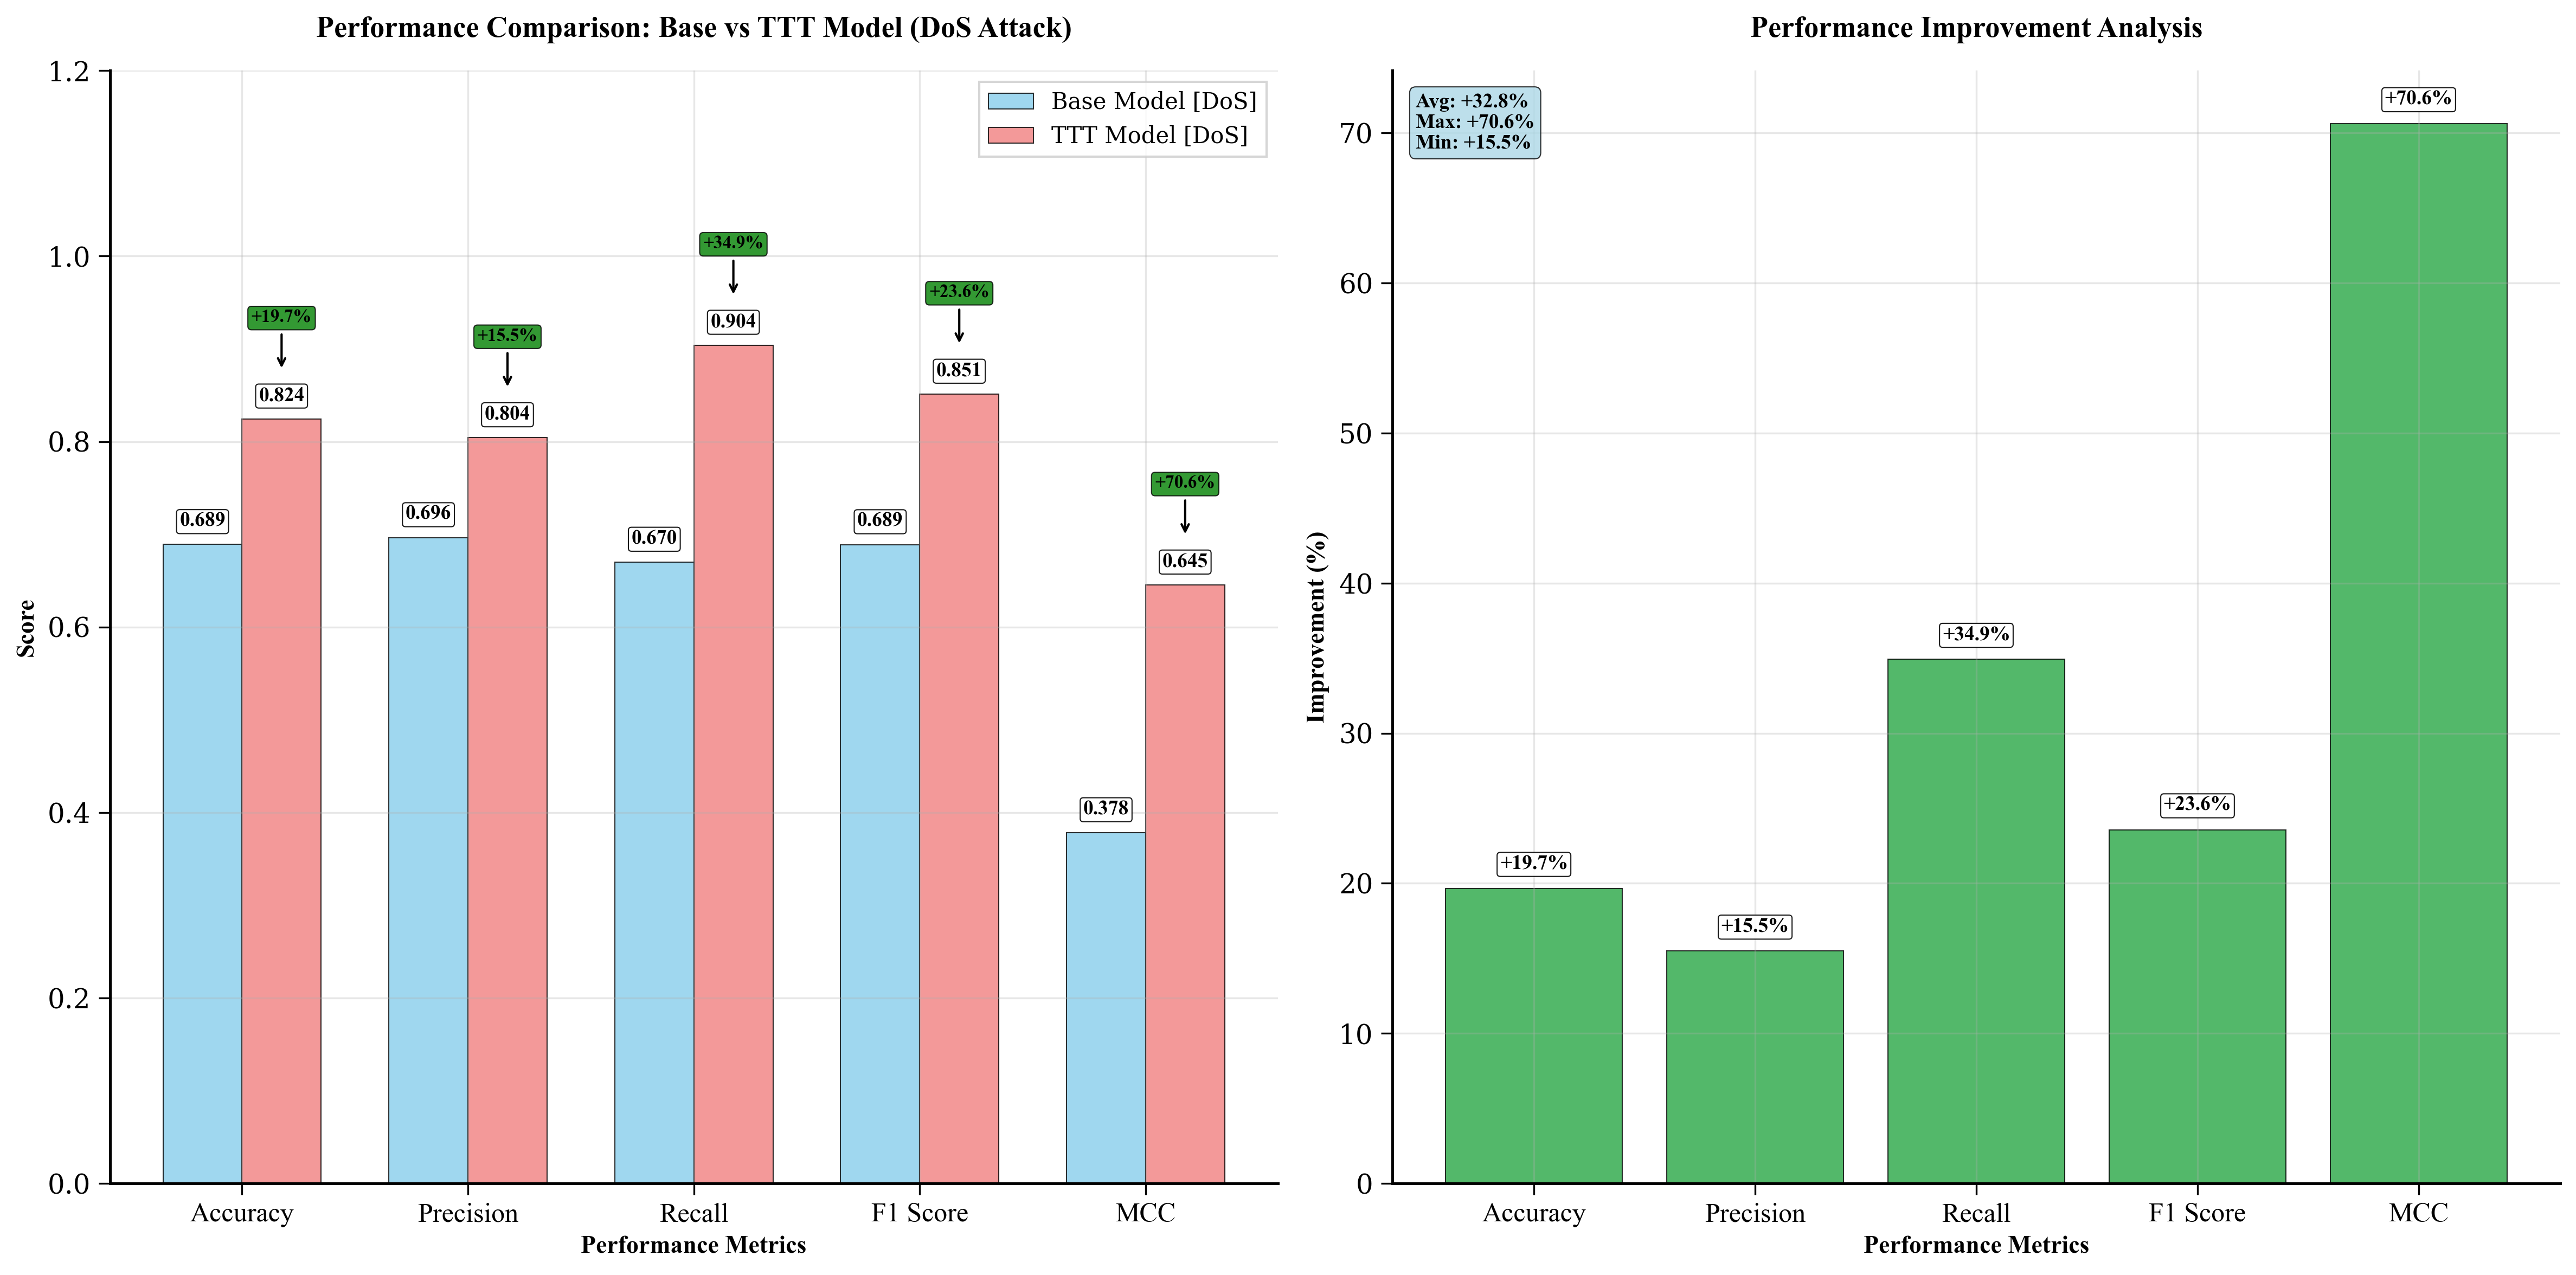 Performance Comparison: Base vs TTT Model (DoS Attack)
Base Model [DoS]
TTT Model [DoS]
Score
1.2
1.0
0.8
0.6
0.4
0.2
0.0
+19.7%
+15.5%
+34.9%
+23.6%
+70.6%
0.689
0.824
0.696
0.804
0.670
0.904
0.689
0.851
0.378
0.645
Accuracy
Precision
Recall
F1 Score
MCC
Performance Metrics
Performance Improvement Analysis
Avg: +32.8%
Max: +70.6%
Min: +15.5%
Improvement (%)
70
60
50
40
30
20
10
0
+19.7%
+15.5%
+34.9%
+23.6%
+70.6%
Accuracy
Precision
Recall
F1 Score
MCC
Performance Metrics